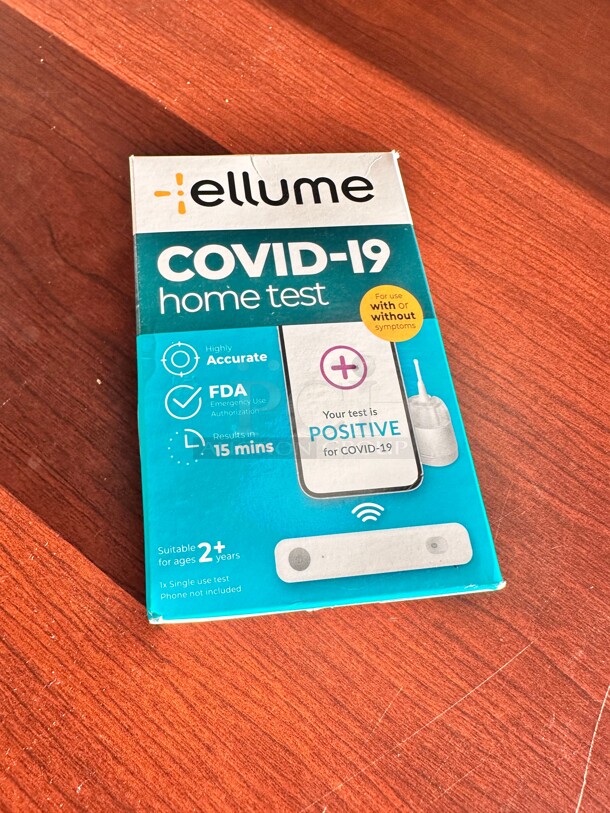 ellume
COVID-19
home test
For use
with or
without
symptoms
Highly
Accurate
FDA
Emergency Use
Authorization
Results in
15 mins
Your test is
POSITIVE
for COVID-19
Suitable
for ages 2+ years
1x Single use test
Phone not included